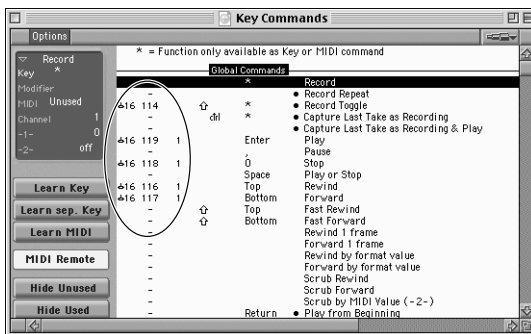 Key Commands
Options
* = Function only available as Key or MIDI command
Record
Key *
Modifier
MIDI Unused
Channel 1
-1- 0
-2- off
Learn Key
Learn sep. Key
Learn MIDI
MIDI Remote
Hide Unused
Hide Used
Global Commands
- * Record
- • Record Repeat
16 114 ⇧ * • Record Toggle
- ctrl * • Capture Last Take as Recording
- • Capture Last Take as Recording & Play
16 119 1 Enter Play
- , Pause
16 118 1 0 Stop
- Space Play or Stop
16 116 1 Top Rewind
16 117 1 Bottom Forward
- ⇧ Top Fast Rewind
- ⇧ Bottom Fast Forward
- Rewind 1 frame
- Forward 1 frame
- Rewind by format value
- Forward by format value
- Scrub Rewind
- Scrub Forward
- Scrub by MIDI Value (-2-)
- Return • Play from Beginning